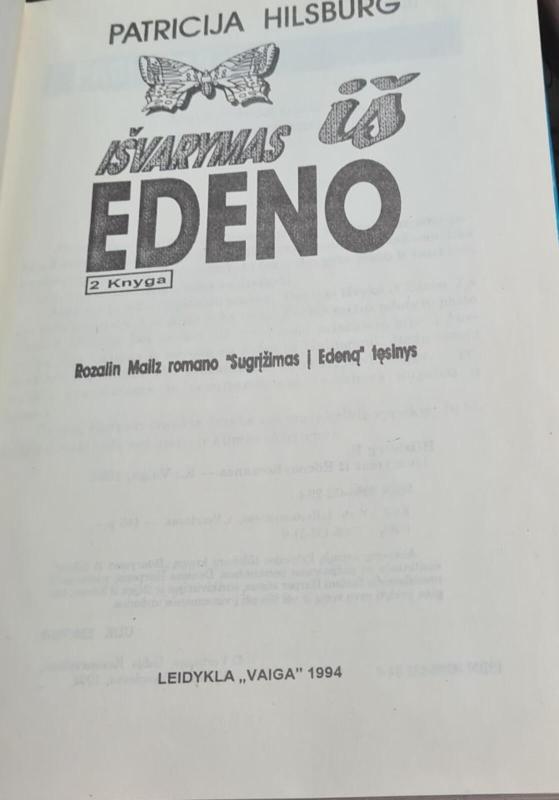 PATRICIJA HILSBURG
IŠVARYMAS iš
EDENO
2 Knyga
Rozalin Mailz romano "Sugrįžimas Į Edeną" tęsinys
LEIDYKLA „VAIGA” 1994